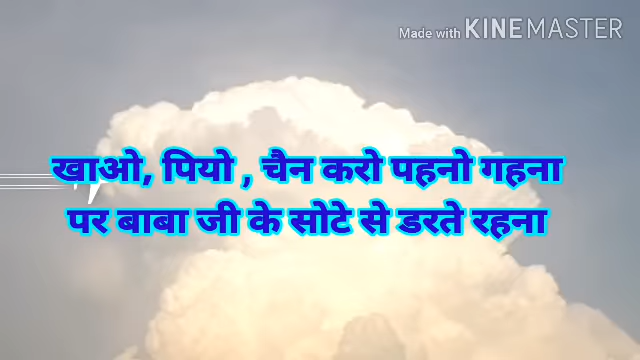 Made with KINEMASTER
खाओ, पियो , चैन करो पहनो गहना
पर बाबा जी के सोटे से डरते रहना